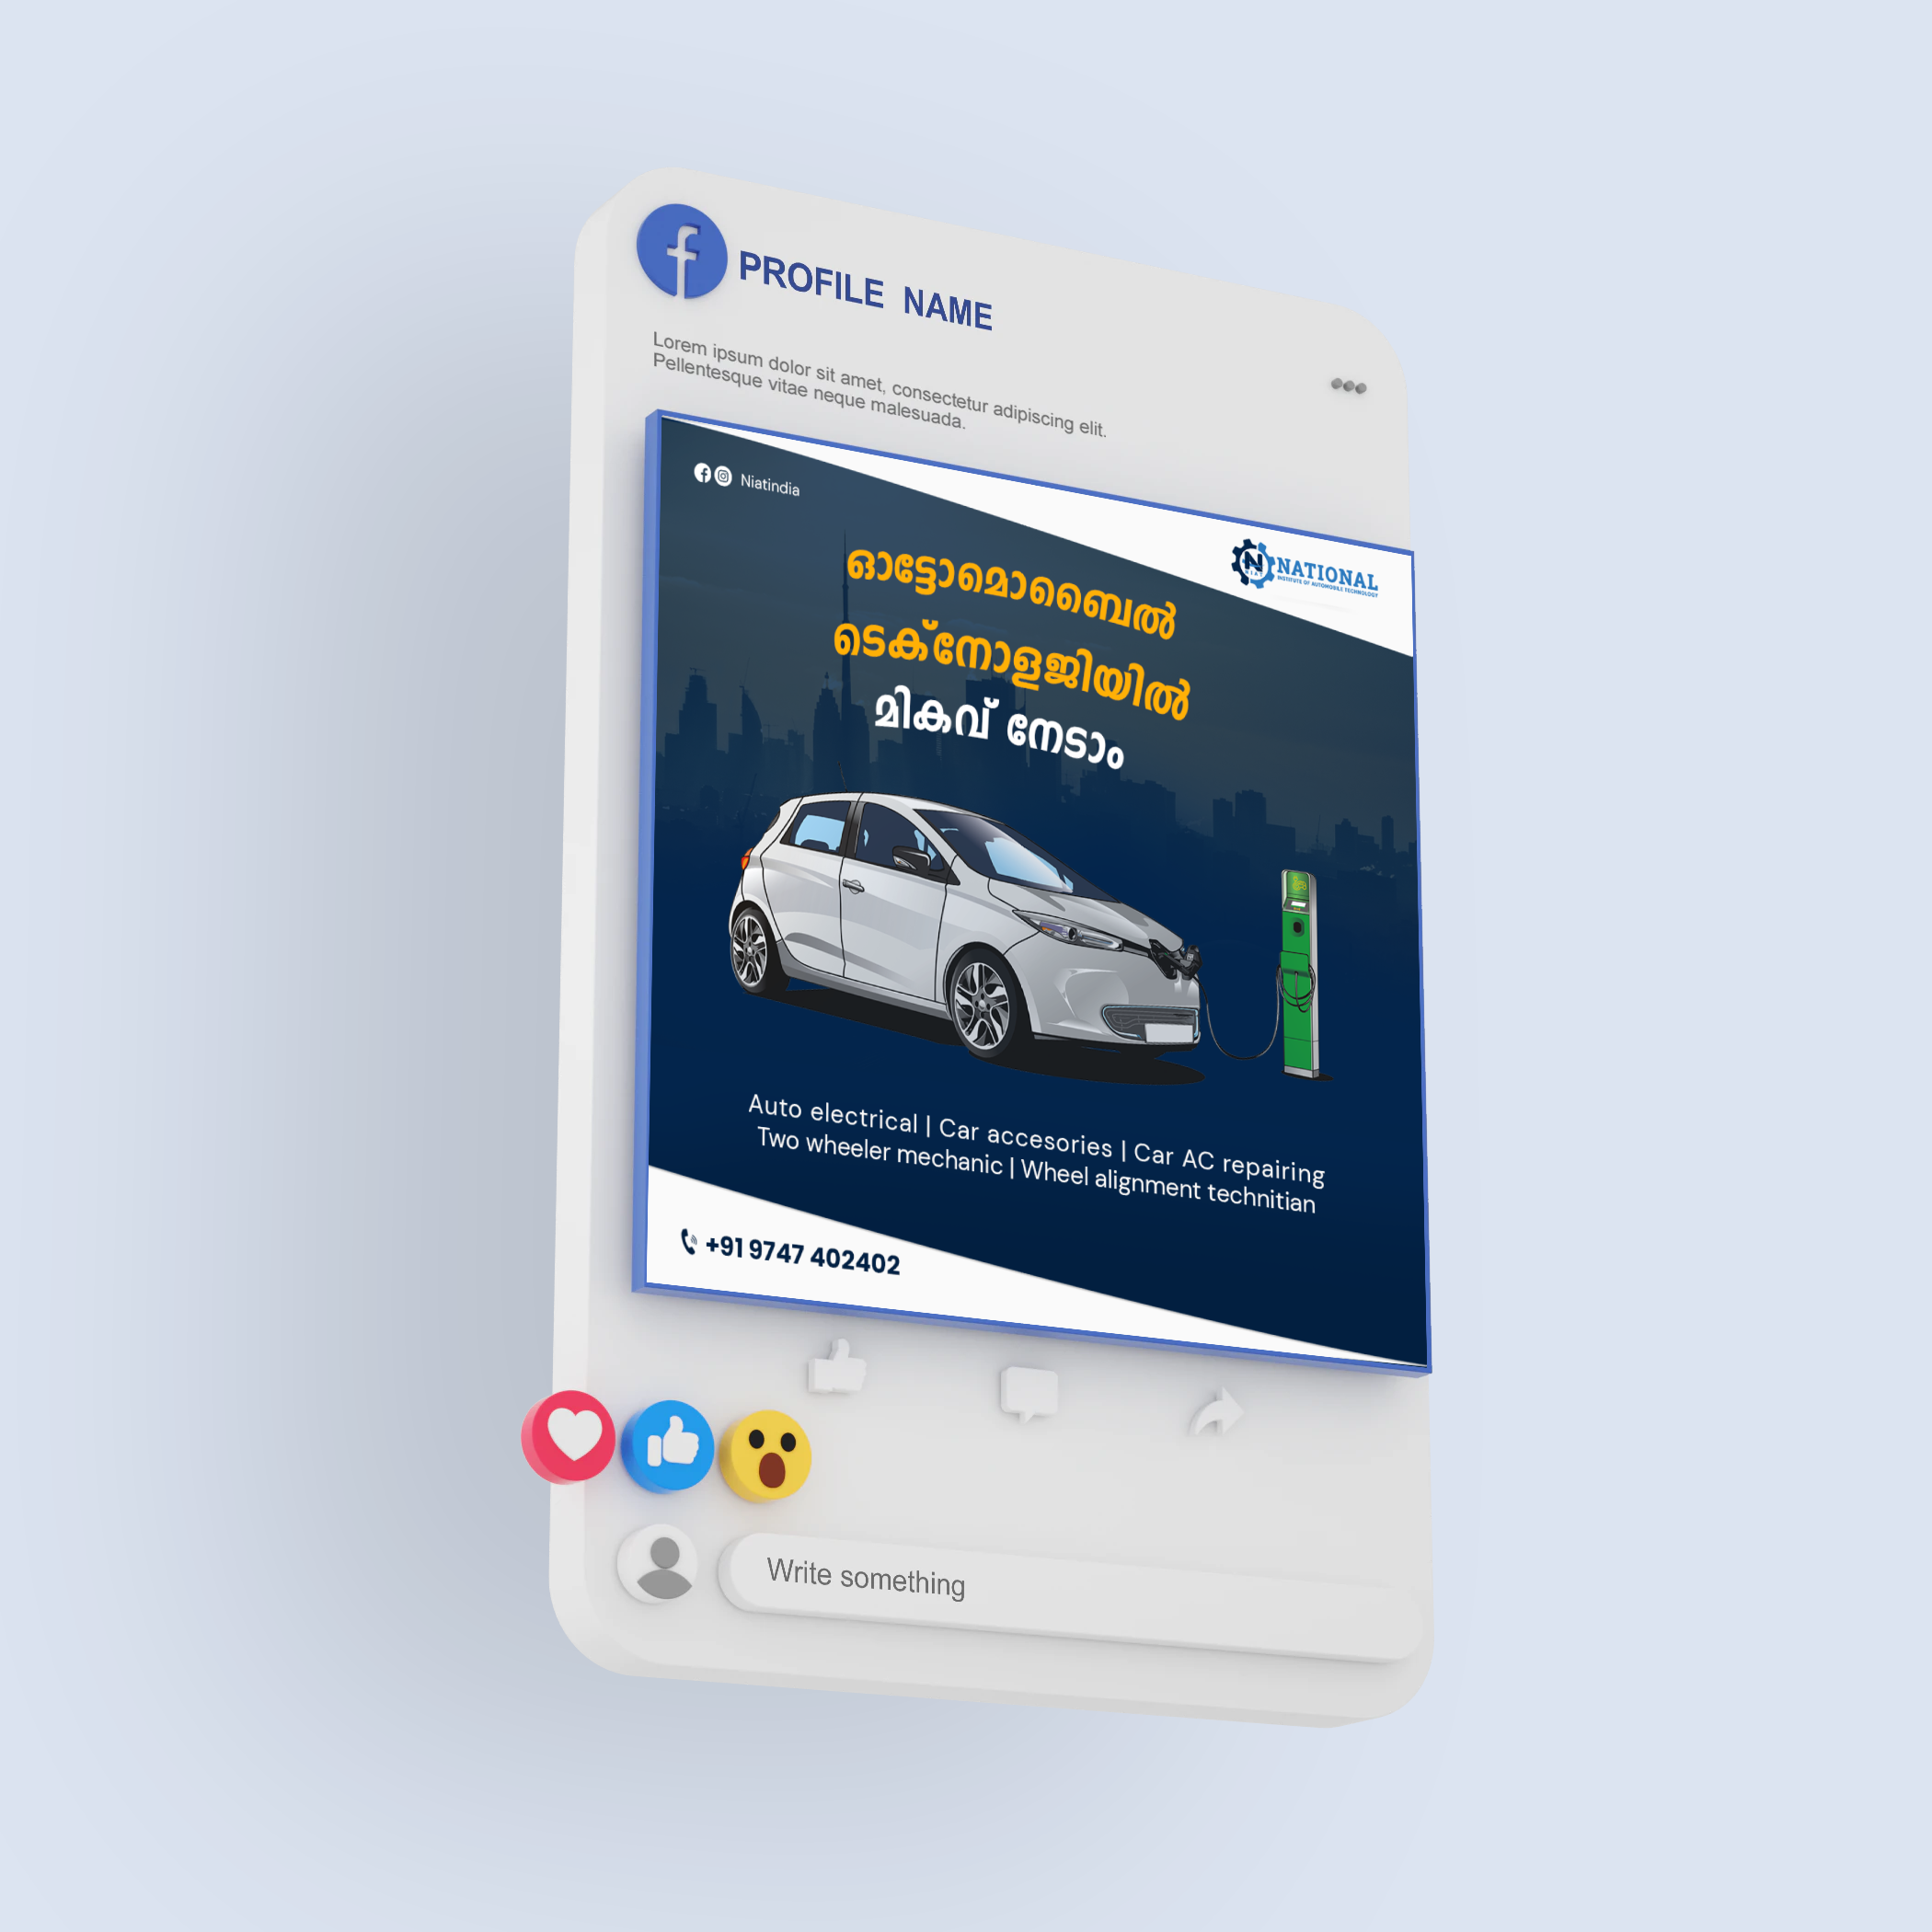 PROFILE NAME
Lorem ipsum dolor sit amet, consectetur adipiscing elit.
Pellentesque vitae neque malesuada.
Niatindia
NATIONAL
INSTITUTE OF AUTOMOBILE TECHNOLOGY
ഓട്ടോമൊബൈൽ
ടെക്നോളജിയിൽ
മികവ് നേടാം
Auto electrical | Car accesories | Car AC repairing
Two wheeler mechanic | Wheel alignment technitian
+91 9747 402402
Write something